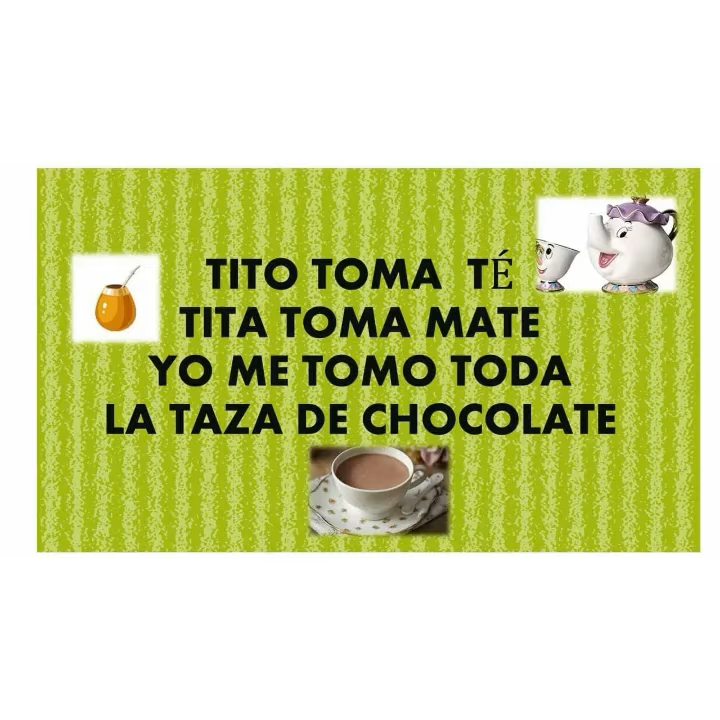 TITO TOMA TÉ
TITA TOMA MATE
YO ME TOMO TODA
LA TAZA DE CHOCOLATE